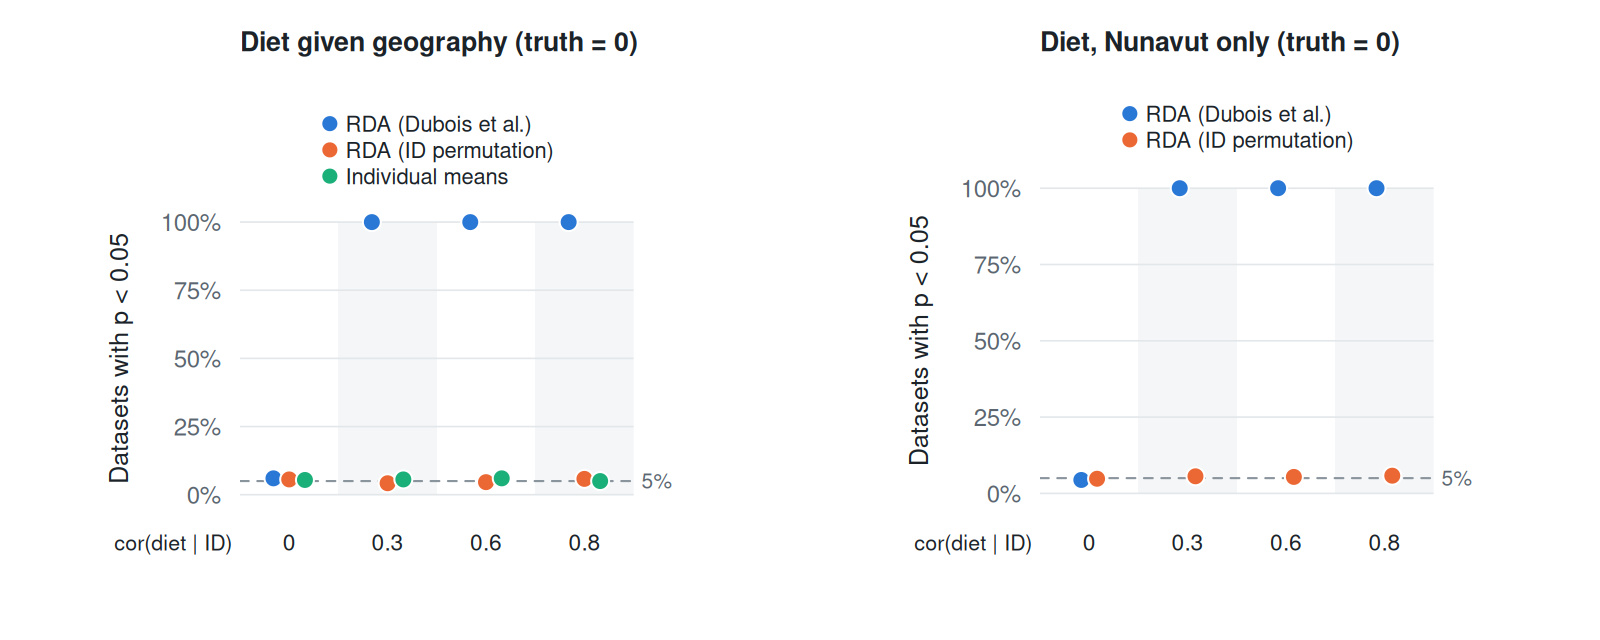 Diet given geography (truth = 0)
RDA (Dubois et al.)
RDA (ID permutation)
Individual means
Datasets with p < 0.05
100%
75%
50%
25%
0%
5%
cor(diet | ID) 0 0.3 0.6 0.8
Diet, Nunavut only (truth = 0)
RDA (Dubois et al.)
RDA (ID permutation)
Datasets with p < 0.05
100%
75%
50%
25%
0%
5%
cor(diet | ID) 0 0.3 0.6 0.8